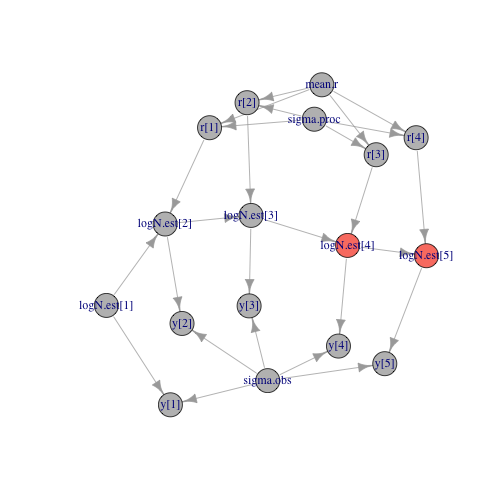 mean.r
r[2]
sigma.proc
r[1]
r[4]
r[3]
logN.est[3]
logN.est[2]
logN.est[4]
logN.est[5]
logN.est[1]
y[3]
y[2]
y[4]
y[5]
sigma.obs
y[1]